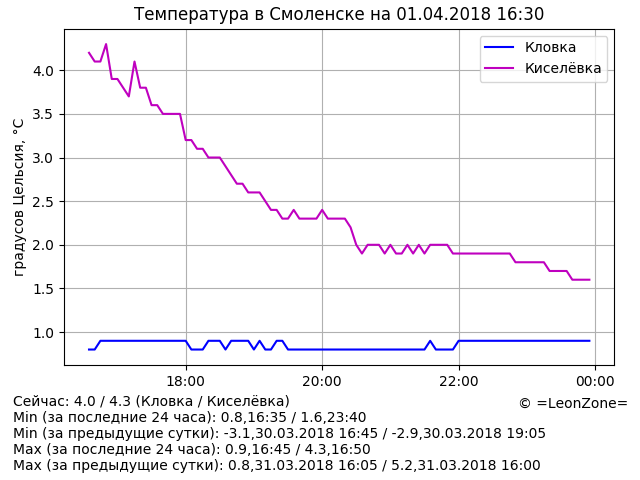 Температура в Смоленске на 01.04.2018 16:30
градусов Цельсия, °C
4.0
3.5
3.0
2.5
2.0
1.5
1.0
Кловка
Киселёвка
18:00 20:00 22:00 00:00
Сейчас: 4.0 / 4.3 (Кловка / Киселёвка)
© =LeonZone=
Min (за последние 24 часа): 0.8,16:35 / 1.6,23:40
Min (за предыдущие сутки): -3.1,30.03.2018 16:45 / -2.9,30.03.2018 19:05
Max (за последние 24 часа): 0.9,16:45 / 4.3,16:50
Max (за предыдущие сутки): 0.8,31.03.2018 16:05 / 5.2,31.03.2018 16:00